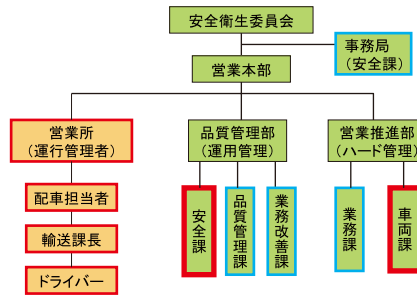 安全衛生委員会
事務局
（安全課）
営業本部
営業所
（運行管理者）
品質管理部
（運用管理）
営業推進部
（ハード管理）
配車担当者
輸送課長
ドライバー
安全課
品質管理課
業務改善課
業務課
車両課